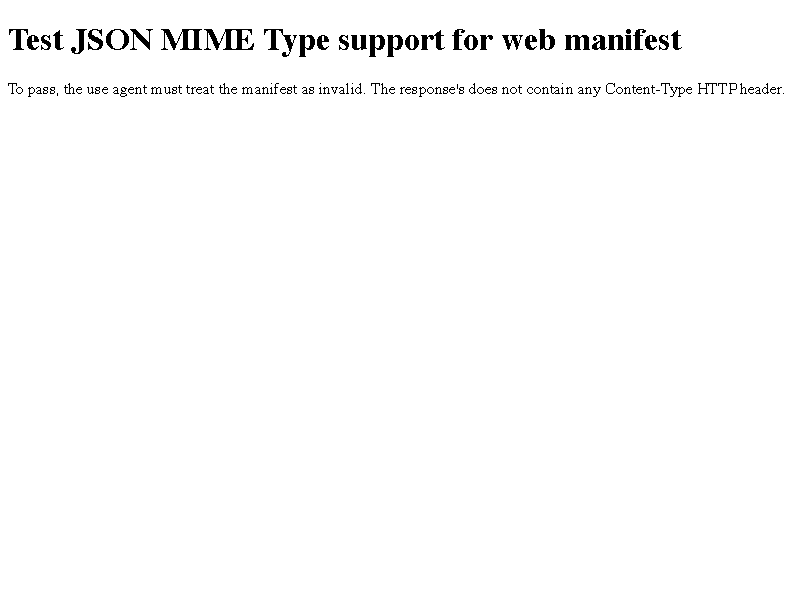 Test JSON MIME Type support for web manifest
To pass, the use agent must treat the manifest as invalid. The response's does not contain any Content-Type HTTP header.